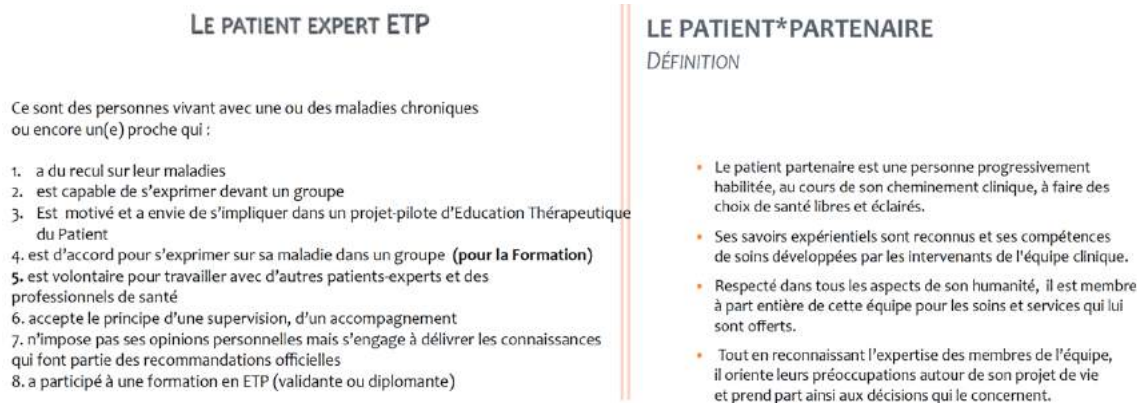 LE PATIENT EXPERT ETP
Ce sont des personnes vivant avec une ou des maladies chroniques
ou encore un(e) proche qui :
1. a du recul sur leur maladies
2. est capable de s'exprimer devant un groupe
3. Est motivé et a envie de s'impliquer dans un projet-pilote d'Education Thérapeutique
du Patient
4. est d'accord pour s'exprimer sur sa maladie dans un groupe (pour la Formation)
5. est volontaire pour travailler avec d'autres patients-experts et des
professionnels de santé
6. accepte le principe d'une supervision, d'un accompagnement
7. n'impose pas ses opinions personnelles mais s'engage à délivrer les connaissances
qui font partie des recommandations officielles
8. a participé à une formation en ETP (validante ou diplomante)
LE PATIENT*PARTENAIRE
DÉFINITION
• Le patient partenaire est une personne progressivement
habilitée, au cours de son cheminement clinique, à faire des
choix de santé libres et éclairés.
• Ses savoirs expérientiels sont reconnus et ses compétences
de soins développées par les intervenants de l'équipe clinique.
• Respecté dans tous les aspects de son humanité, il est membre
à part entière de cette équipe pour les soins et services qui lui
sont offerts.
• Tout en reconnaissant l'expertise des membres de l'équipe,
il oriente leurs préoccupations autour de son projet de vie
et prend part ainsi aux décisions qui le concernent.